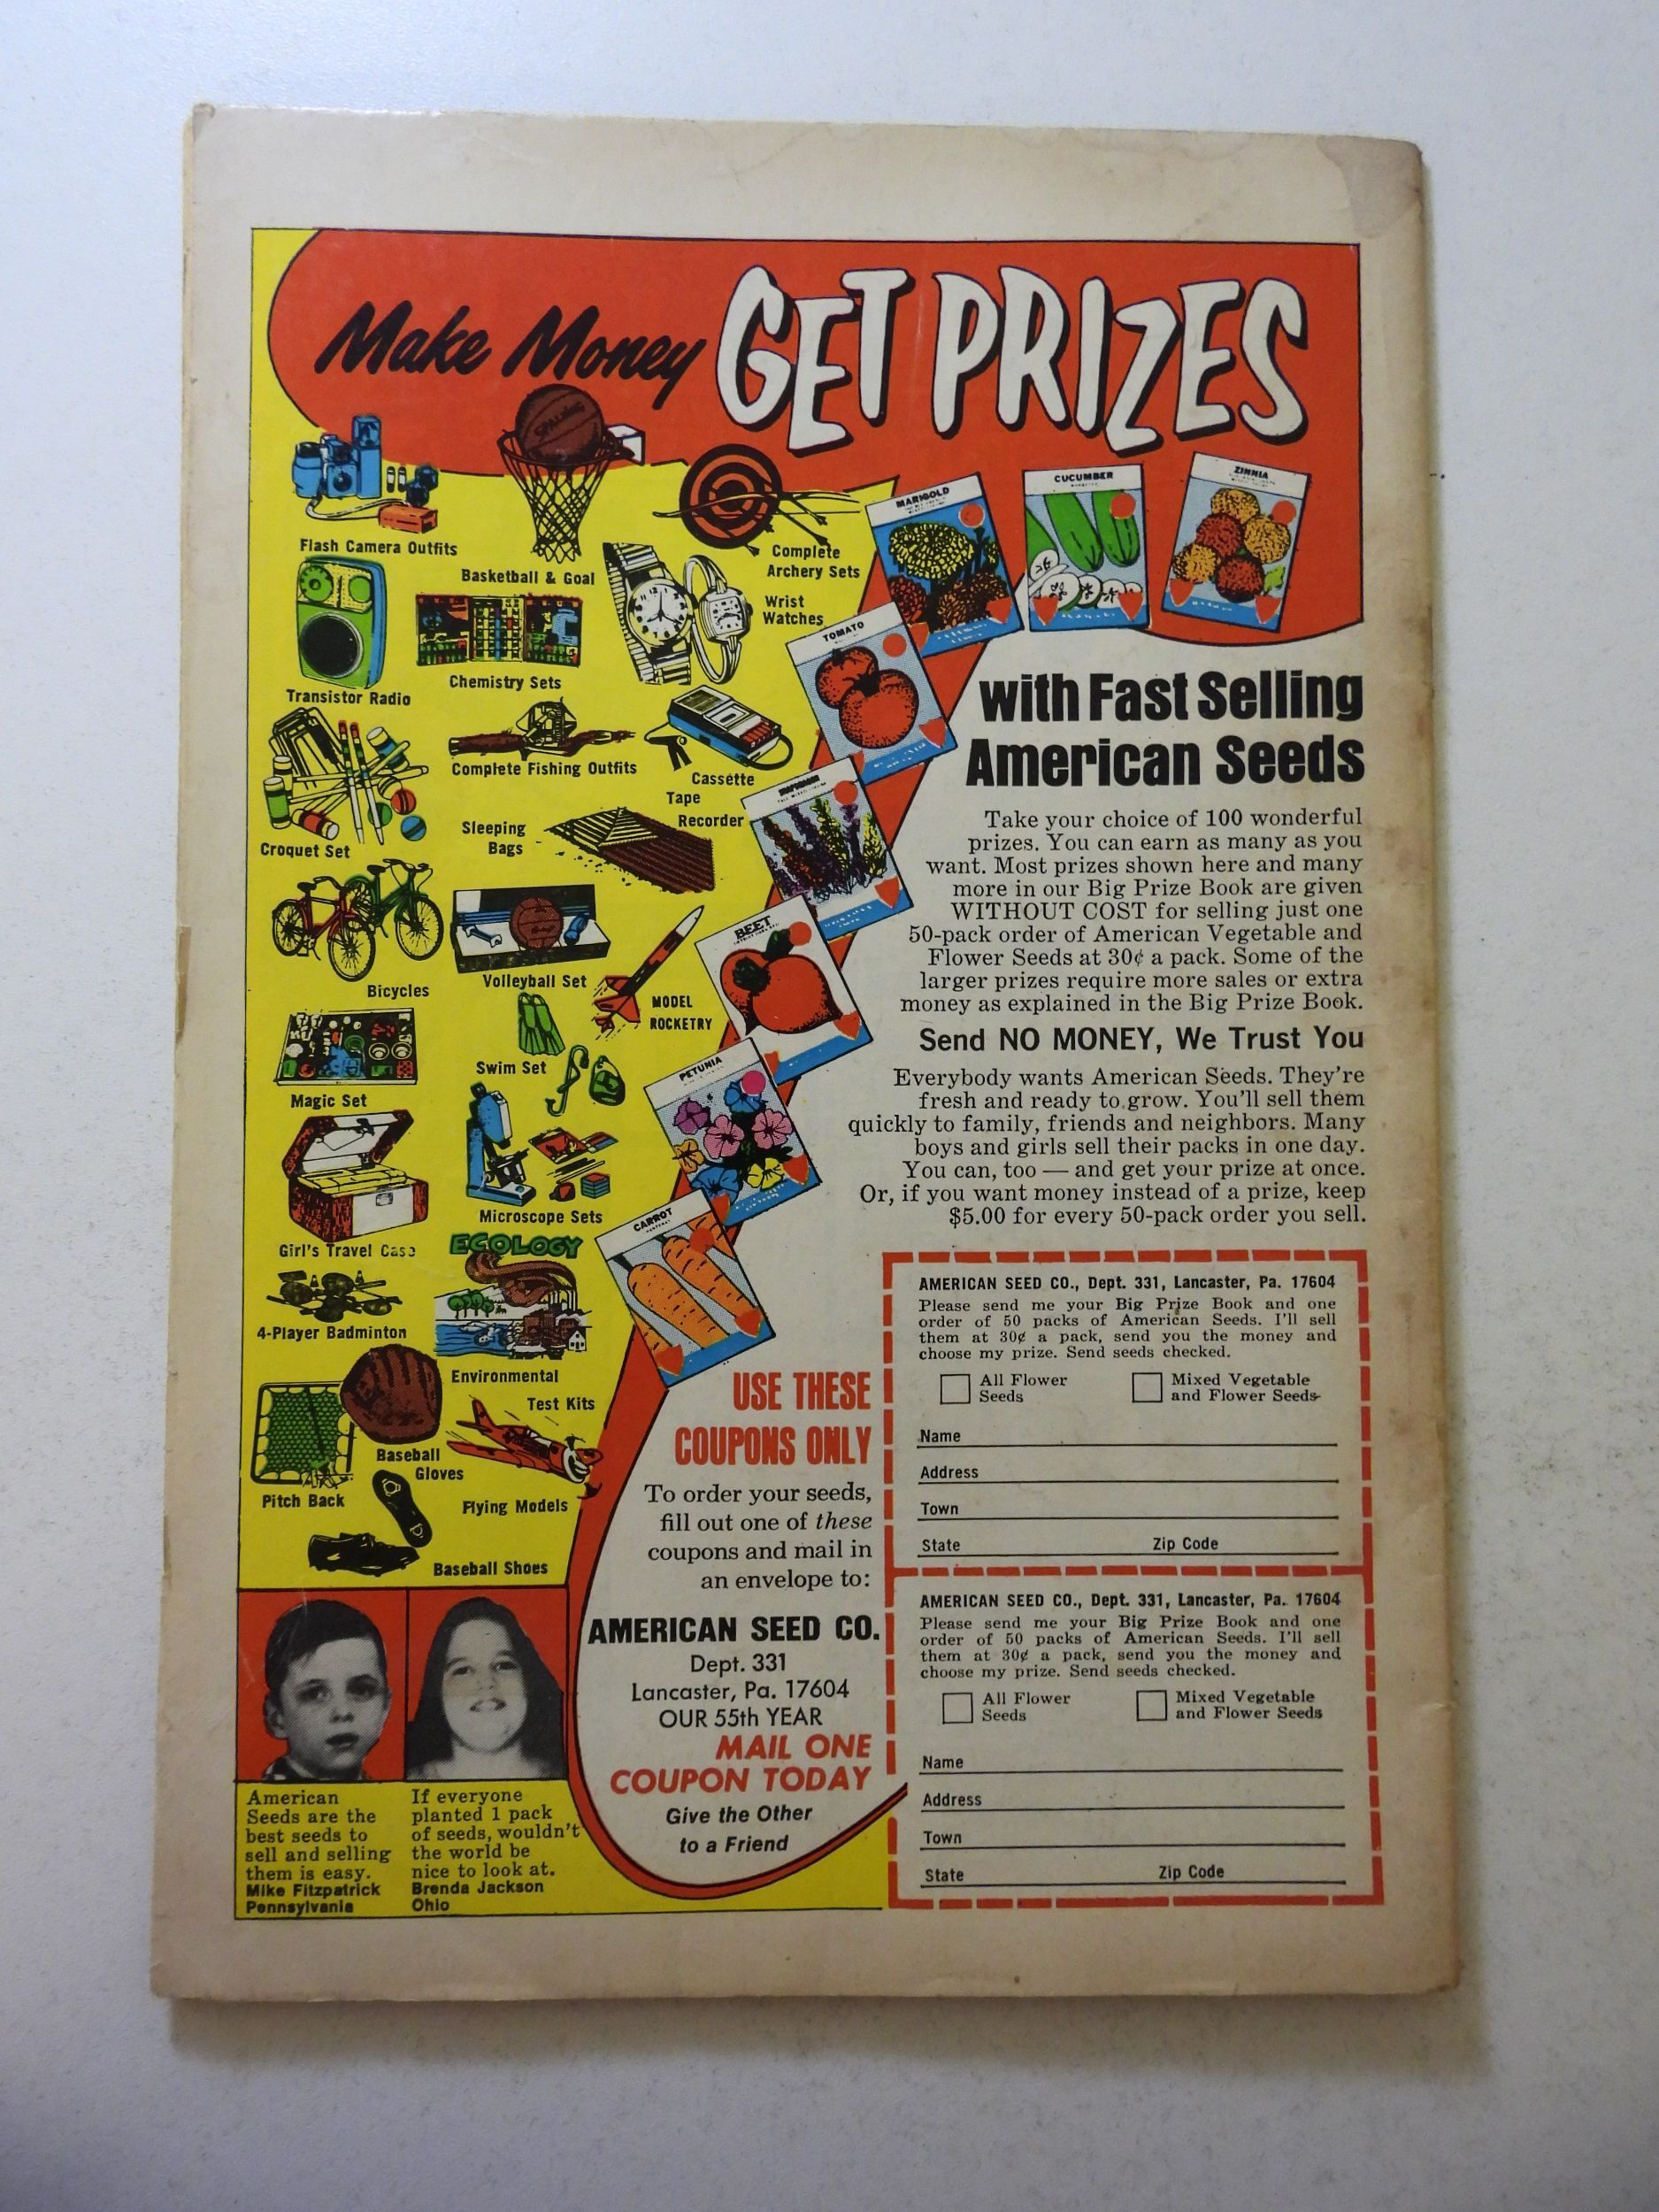 Make Money GET PRIZES
SPALDING
Flash Camera Outfits
Basketball & Goal
Complete
Archery Sets
Wrist
Watches
Transistor Radio
Chemistry Sets
Complete Fishing Outfits
Cassette
Tape
Recorder
Croquet Set
Sleeping
Bags
Bicycles
Volleyball Set
MODEL
ROCKETRY
Magic Set
Swim Set
Girl's Travel Case
Microscope Sets
ECOLOGY
4-Player Badminton
Environmental
Test Kits
Baseball
Gloves
Pitch Back
Flying Models
Baseball Shoes
MARIGOLD
CUCUMBER
ZINNIA
TOMATO
BEET
PETUNIA
CARROT
with Fast Selling
American Seeds
Take your choice of 100 wonderful
prizes. You can earn as many as you
want. Most prizes shown here and many
more in our Big Prize Book are given
WITHOUT COST for selling just one
50-pack order of American Vegetable and
Flower Seeds at 30¢ a pack. Some of the
larger prizes require more sales or extra
money as explained in the Big Prize Book.
Send NO MONEY, We Trust You
Everybody wants American Seeds. They're
fresh and ready to grow. You'll sell them
quickly to family, friends and neighbors. Many
boys and girls sell their packs in one day.
You can, too — and get your prize at once.
Or, if you want money instead of a prize, keep
$5.00 for every 50-pack order you sell.
USE THESE
COUPONS ONLY
To order your seeds,
fill out one of these
coupons and mail in
an envelope to:
AMERICAN SEED CO.
Dept. 331
Lancaster, Pa. 17604
OUR 55th YEAR
MAIL ONE
COUPON TODAY
Give the Other
to a Friend
AMERICAN SEED CO., Dept. 331, Lancaster, Pa. 17604
Please send me your Big Prize Book and one
order of 50 packs of American Seeds. I'll sell
them at 30¢ a pack, send you the money and
choose my prize. Send seeds checked.
All Flower
Seeds
Mixed Vegetable
and Flower Seeds
Name
Address
Town
State Zip Code
AMERICAN SEED CO., Dept. 331, Lancaster, Pa. 17604
Please send me your Big Prize Book and one
order of 50 packs of American Seeds. I'll sell
them at 30¢ a pack, send you the money and
choose my prize. Send seeds checked.
All Flower
Seeds
Mixed Vegetable
and Flower Seeds
Name
Address
Town
State Zip Code
American
Seeds are the
best seeds to
sell and selling
them is easy.
Mike Fitzpatrick
Pennsylvania
If everyone
planted 1 pack
of seeds, wouldn't
the world be
nice to look at.
Brenda Jackson
Ohio